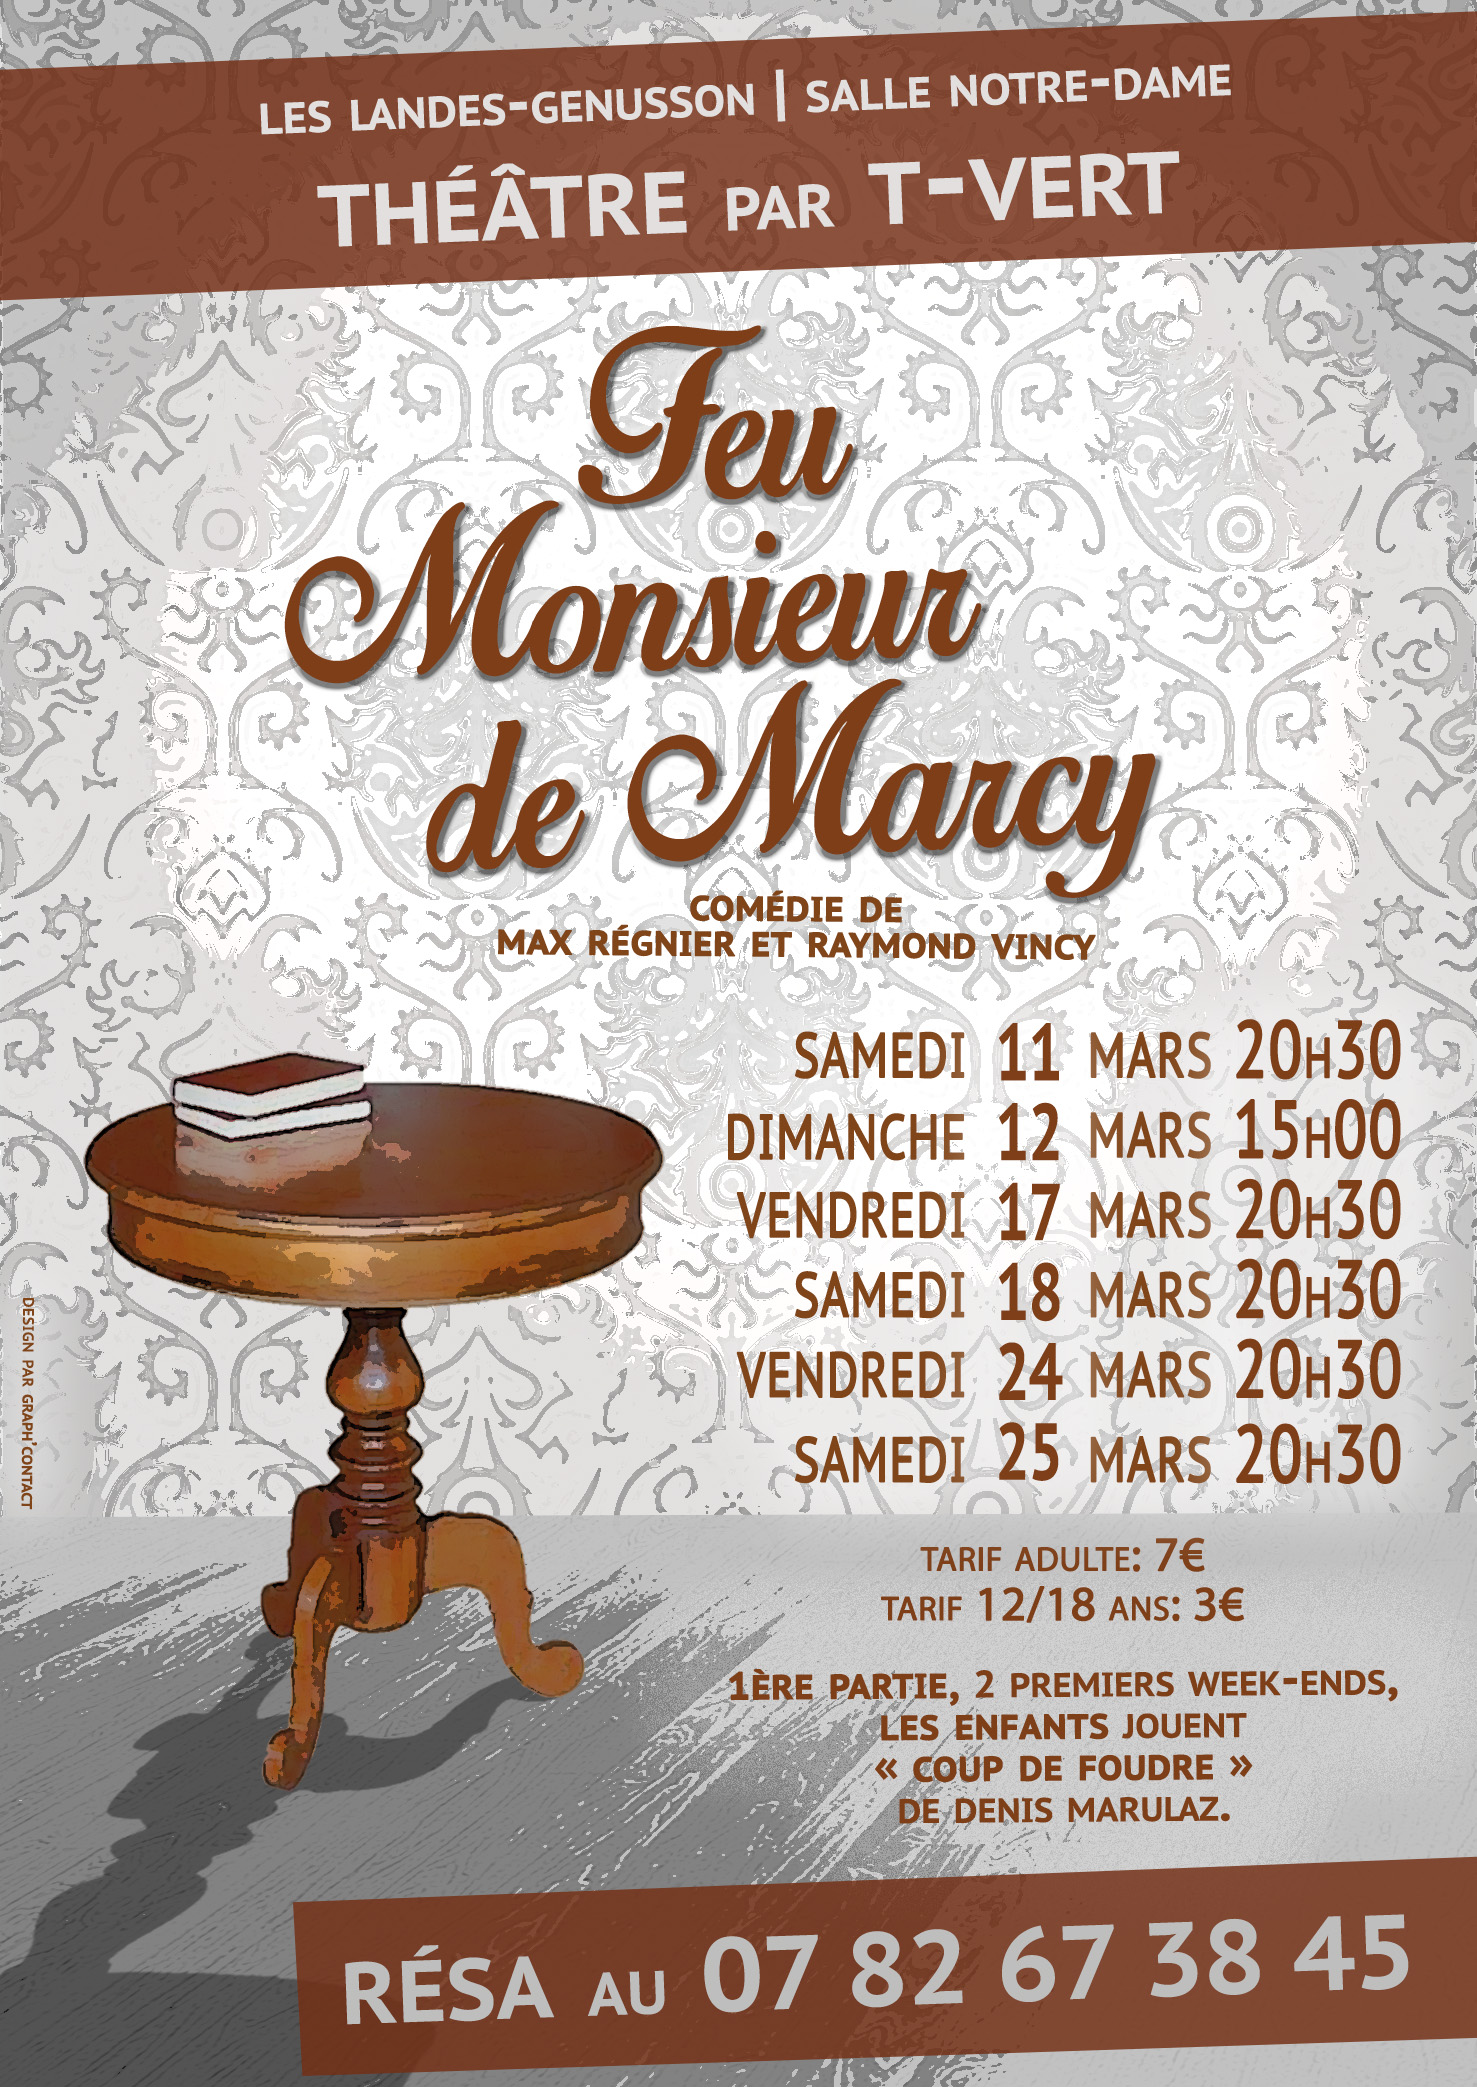 LES LANDES-GENUSSON | SALLE NOTRE-DAME
THÉÂTRE PAR T-VERT
Feu
Monsieur
de Marcy
COMÉDIE DE
MAX RÉGNIER ET RAYMOND VINCY
SAMEDI 11 MARS 20H30
DIMANCHE 12 MARS 15H00
VENDREDI 17 MARS 20H30
SAMEDI 18 MARS 20H30
VENDREDI 24 MARS 20H30
SAMEDI 25 MARS 20H30
TARIF ADULTE: 7€
TARIF 12/18 ANS: 3€
1ÈRE PARTIE, 2 PREMIERS WEEK-ENDS,
LES ENFANTS JOUENT
« COUP DE FOUDRE »
DE DENIS MARULAZ.
DESIGN PAR GRAPH'CONTACT
RÉSA AU 07 82 67 38 45